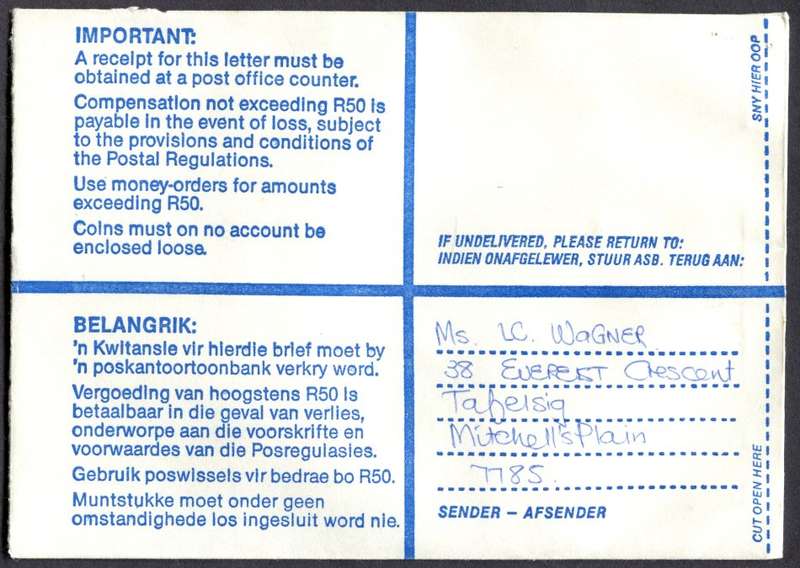 IMPORTANT:
A receipt for this letter must be
obtained at a post office counter.
Compensation not exceeding R50 is
payable in the event of loss, subject
to the provisions and conditions of
the Postal Regulations.
Use money-orders for amounts
exceeding R50.
Coins must on no account be
enclosed loose.
IF UNDELIVERED, PLEASE RETURN TO:
INDIEN ONAFGELEWER, STUUR ASB. TERUG AAN:
SNY HIER OOP
BELANGRIK:
'n Kwitansie vir hierdie brief moet by
'n poskantoortoonbank verkry word.
Vergoeding van hoogstens R50 is
betaalbaar in die geval van verlies,
onderworpe aan die voorskrifte en
voorwaardes van die Posregulasies.
Gebruik poswissels vir bedrae bo R50.
Muntstukke moet onder geen
omstandighede los ingesluit word nie.
Ms. LC. WAGNER
38 EVEREST Crescent
Tafelsig
Mitchell's Plain
7785.
SENDER – AFSENDER
CUT OPEN HERE